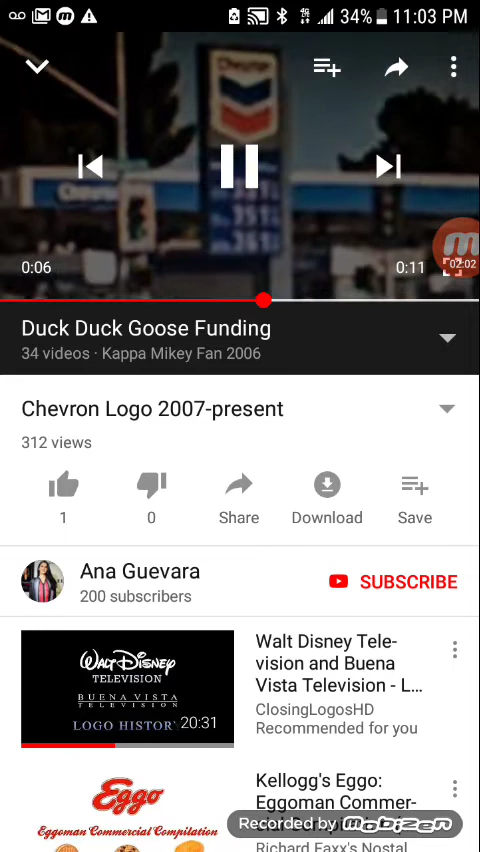 34% 11:03 PM
Chevron
0:06
0:11
02:02
Duck Duck Goose Funding
34 videos · Kappa Mikey Fan 2006
Chevron Logo 2007-present
312 views
1
0
Share
Download
Save
Ana Guevara
200 subscribers
SUBSCRIBE
WALT DISNEY
TELEVISION
BUENA VISTA
TELEVISION
LOGO HISTORY
20:31
Walt Disney Tele-
vision and Buena
Vista Television - L...
ClosingLogosHD
Recommended for you
Eggo
Eggoman Commercial Compilation
Kellogg's Eggo:
Eggoman Commer-
Recorded by mobizen
Richard Faxx's Nostal